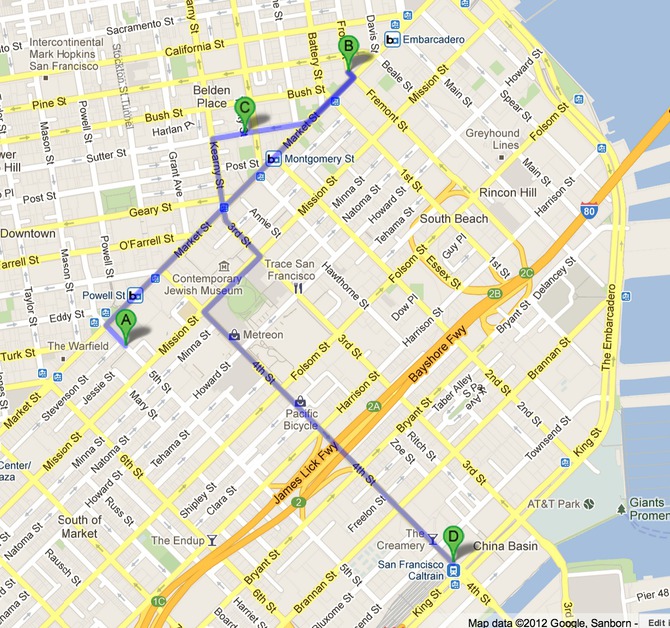 Sacramento St
California St
Intercontinental
Mark Hopkins
San Francisco
Stockton St Tunnel
Battery St
Davis St
B
Embarcadero
Howard St
Beale St
Mission St
Belden
Place
Pine St
Bush St
Bush St
C
Main St
Spear St
Folsom St
Mason St
Powell St
Harlan Pl
Fremont St
Market St
Greyhound
Lines
Sutter St
Kearny St
Post St
Montgomery St
Grant Ave
1st St
Main St
Post St
Mission St
Minna St
Natoma St
Howard St
Tehama St
Rincon Hill
Harrison St
Geary St
Annie St
South Beach
80
Downtown
O'Farrell St
Market St
3rd St
Guy Pl
Farrell St
Mason St
Powell St
Contemporary
Jewish Museum
Trace San
Francisco
Hawthorne St
Folsom St
Essex St
1st St
2C
Delancey St
Taylor St
Powell St
Eddy St
A
2B
Bryant St
The Embarcadero
Turk St
The Warfield
Mission St
Minna St
Metreon
Dow Pl
Harrison St
3rd St
Bayshore Fwy
Brannan St
Jessie St
Stevenson St
5th St
Mary St
Howard St
4th St
Folsom St
Harrison St
2nd St
Taber Alley
Market St
Minna St
Natoma St
6th St
Tehama St
Pacific
Bicycle
2A
Bryant St
Ritch St
2nd St
Townsend St
King St
Mission St
Howard St
Russ St
Zoe St
3rd St
James Lick Fwy
4th St
Shipley St
Clara St
2
Freelon St
AT&T Park
Giants
Promen
South of
Market
The Endup
The
Creamery
D
China Basin
San Francisco
Caltrain
Rausch St
Bryant St
Brannan St
5th St
Bluxome St
King St
4th St
1C
3rd
Pier 48
Map data ©2012 Google, Sanborn -
Edit